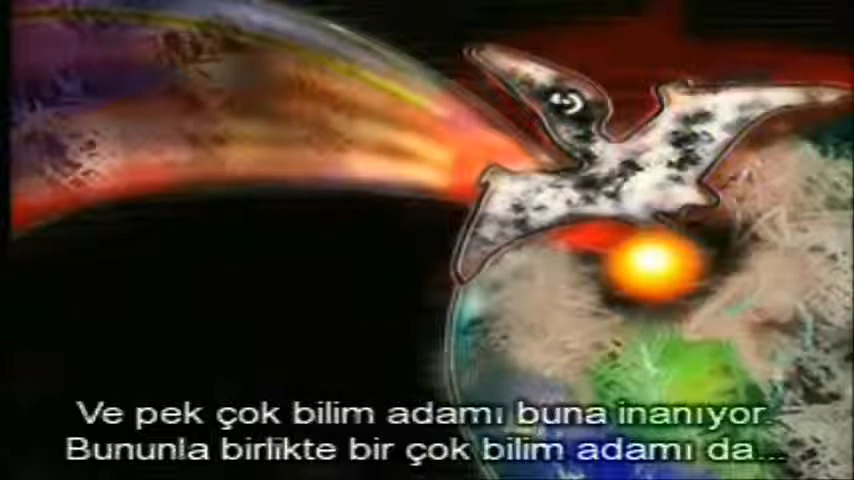 Ve pek çok bilim adamı buna inanıyor.
Bununla birlikte bir çok bilim adamı da...